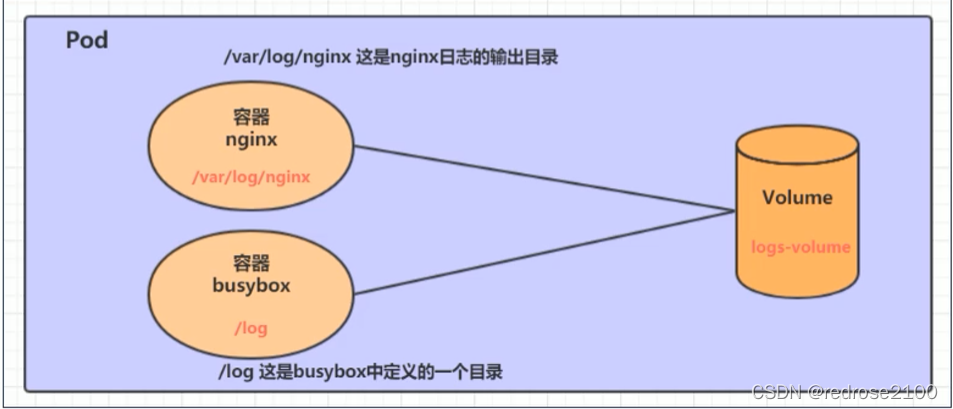 Pod
/var/log/nginx 这是nginx日志的输出目录
容器
nginx
/var/log/nginx
Volume
logs-volume
容器
busybox
/log
/log 这是busybox中定义的一个目录
CSDN @redrose2100